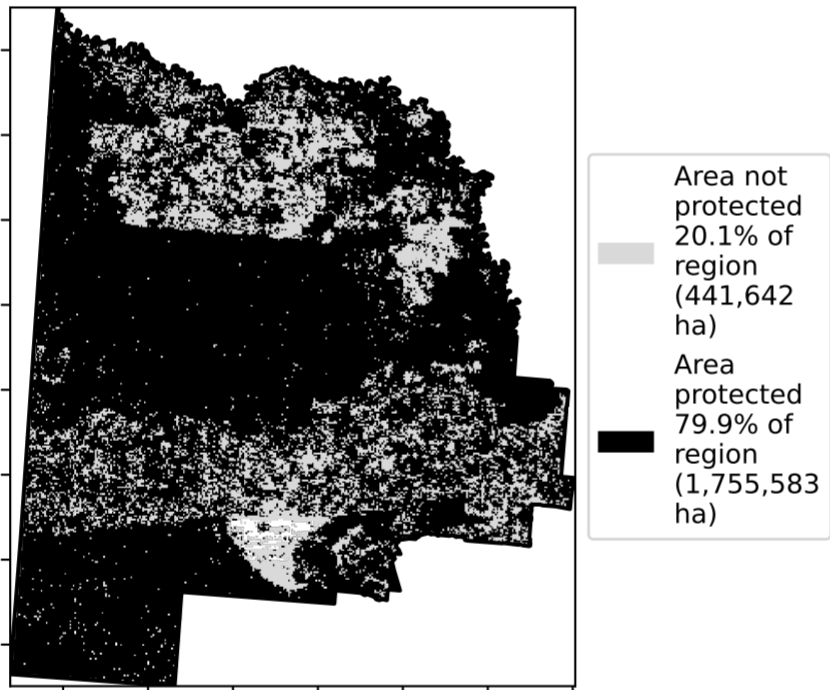 Area not
protected
20.1% of
region
(441,642
ha)
Area
protected
79.9% of
region
(1,755,583
ha)